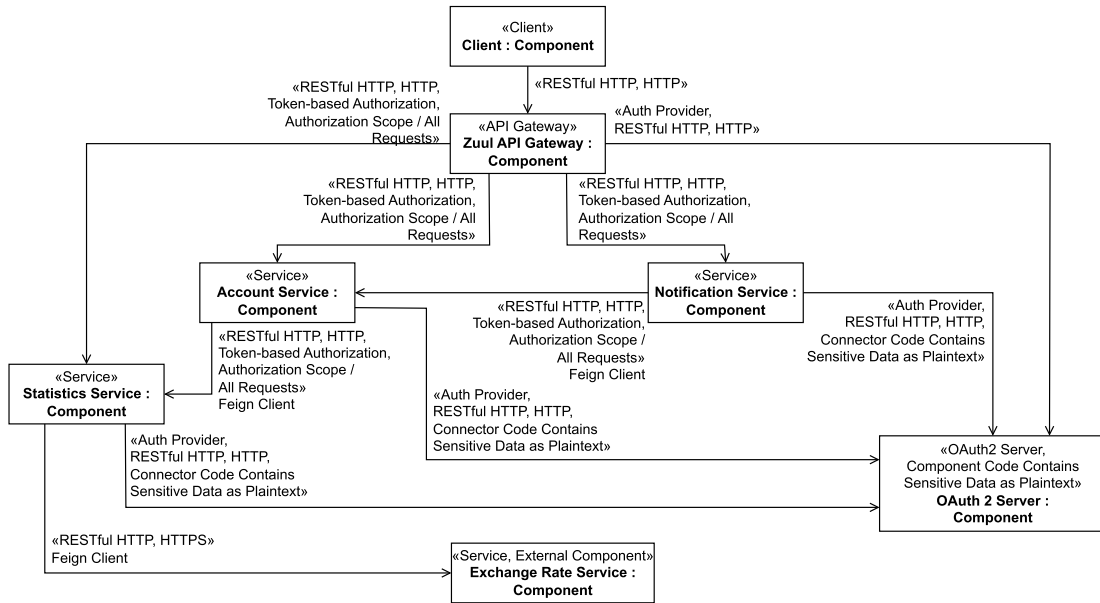 «Client»
Client : Component
«RESTful HTTP, HTTP»
«RESTful HTTP, HTTP,
Token-based Authorization,
Authorization Scope / All
Requests»
«Auth Provider,
RESTful HTTP, HTTP»
«API Gateway»
Zuul API Gateway :
Component
«RESTful HTTP, HTTP,
Token-based Authorization,
Authorization Scope / All
Requests»
«RESTful HTTP, HTTP,
Token-based Authorization,
Authorization Scope / All
Requests»
«Service»
Account Service :
Component
«Service»
Notification Service :
Component
«RESTful HTTP, HTTP,
Token-based Authorization,
Authorization Scope /
All Requests»
Feign Client
«Auth Provider,
RESTful HTTP, HTTP,
Connector Code Contains
Sensitive Data as Plaintext»
«RESTful HTTP, HTTP,
Token-based Authorization,
Authorization Scope /
All Requests»
Feign Client
«Service»
Statistics Service :
Component
«Auth Provider,
RESTful HTTP, HTTP,
Connector Code Contains
Sensitive Data as Plaintext»
«Auth Provider,
RESTful HTTP, HTTP,
Connector Code Contains
Sensitive Data as Plaintext»
«OAuth2 Server,
Component Code Contains
Sensitive Data as Plaintext»
OAuth 2 Server :
Component
«RESTful HTTP, HTTPS»
Feign Client
«Service, External Component»
Exchange Rate Service :
Component